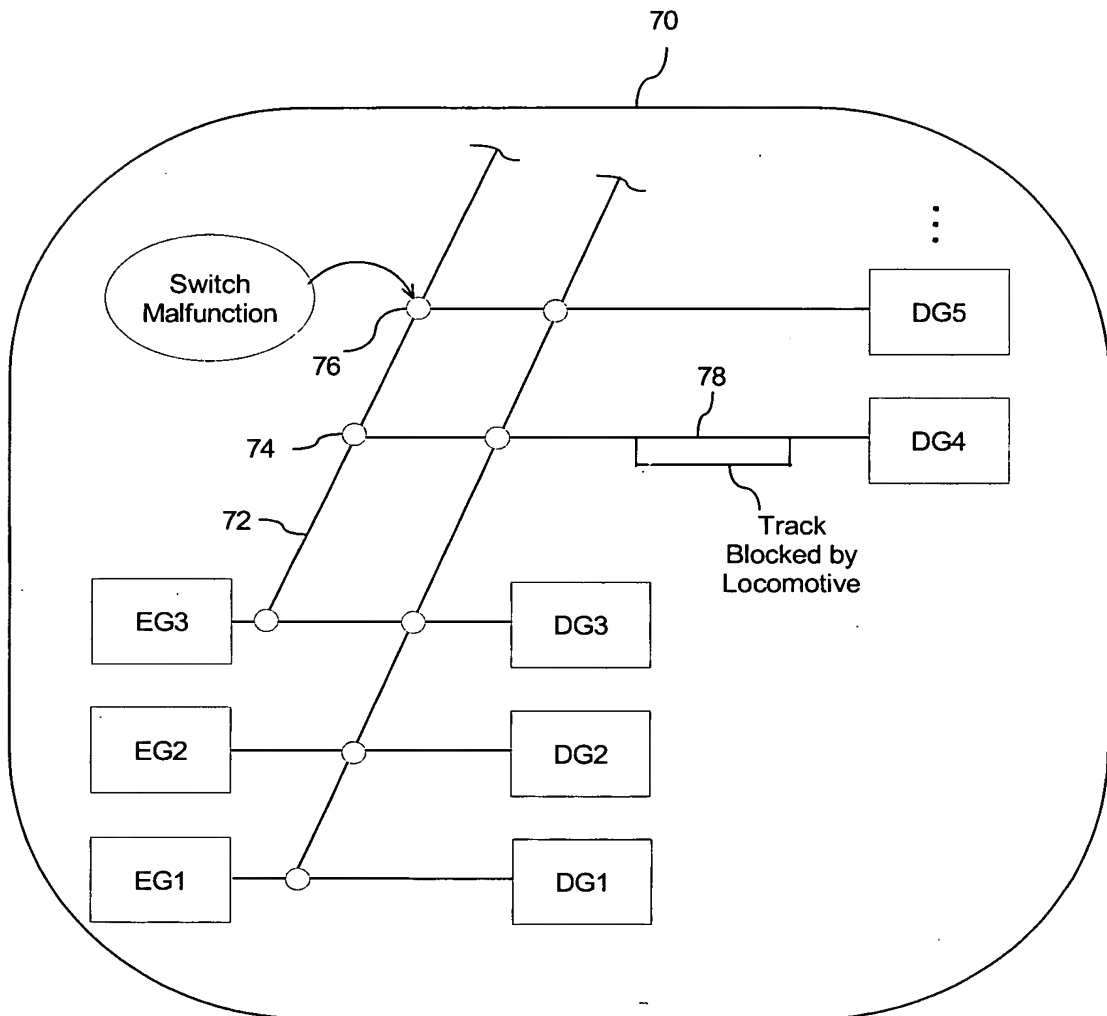 70
Switch
Malfunction
76
DG5
74
78
DG4
72
Track
Blocked by
Locomotive
EG3
DG3
EG2
DG2
EG1
DG1